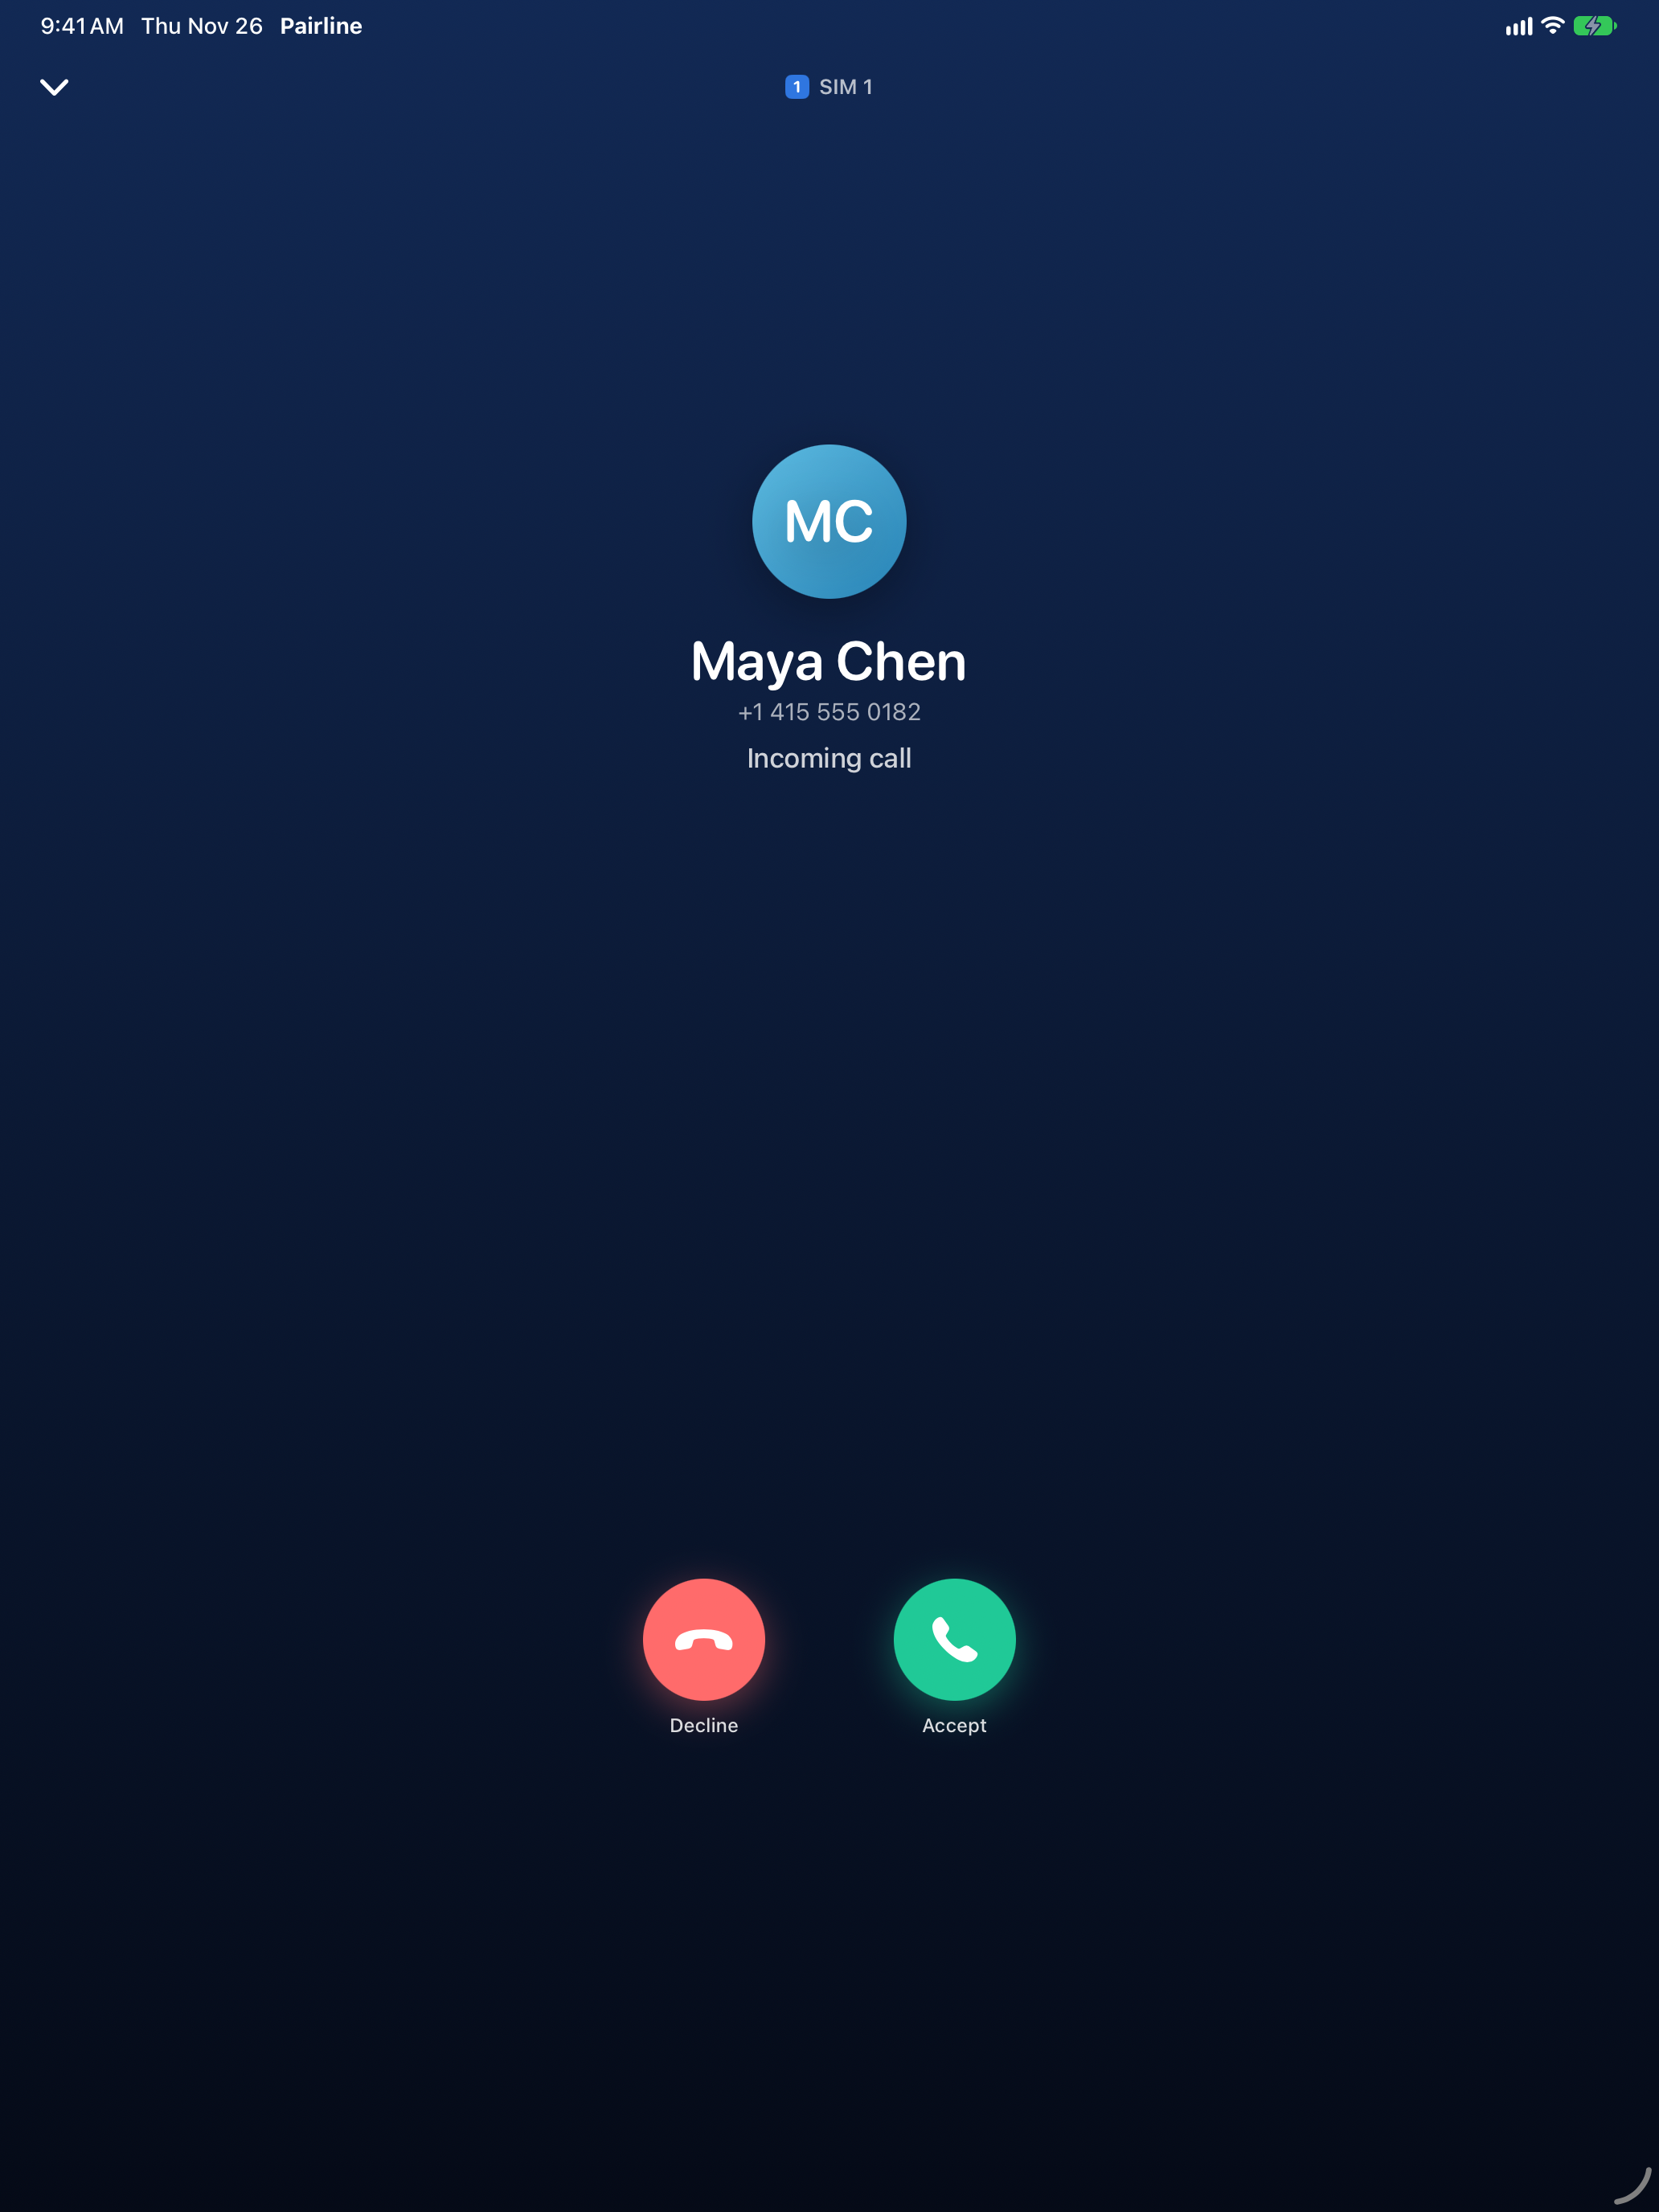 9:41 AM Thu Nov 26 Pairline
1 SIM 1
MC
Maya Chen
+1 415 555 0182
Incoming call
Decline Accept